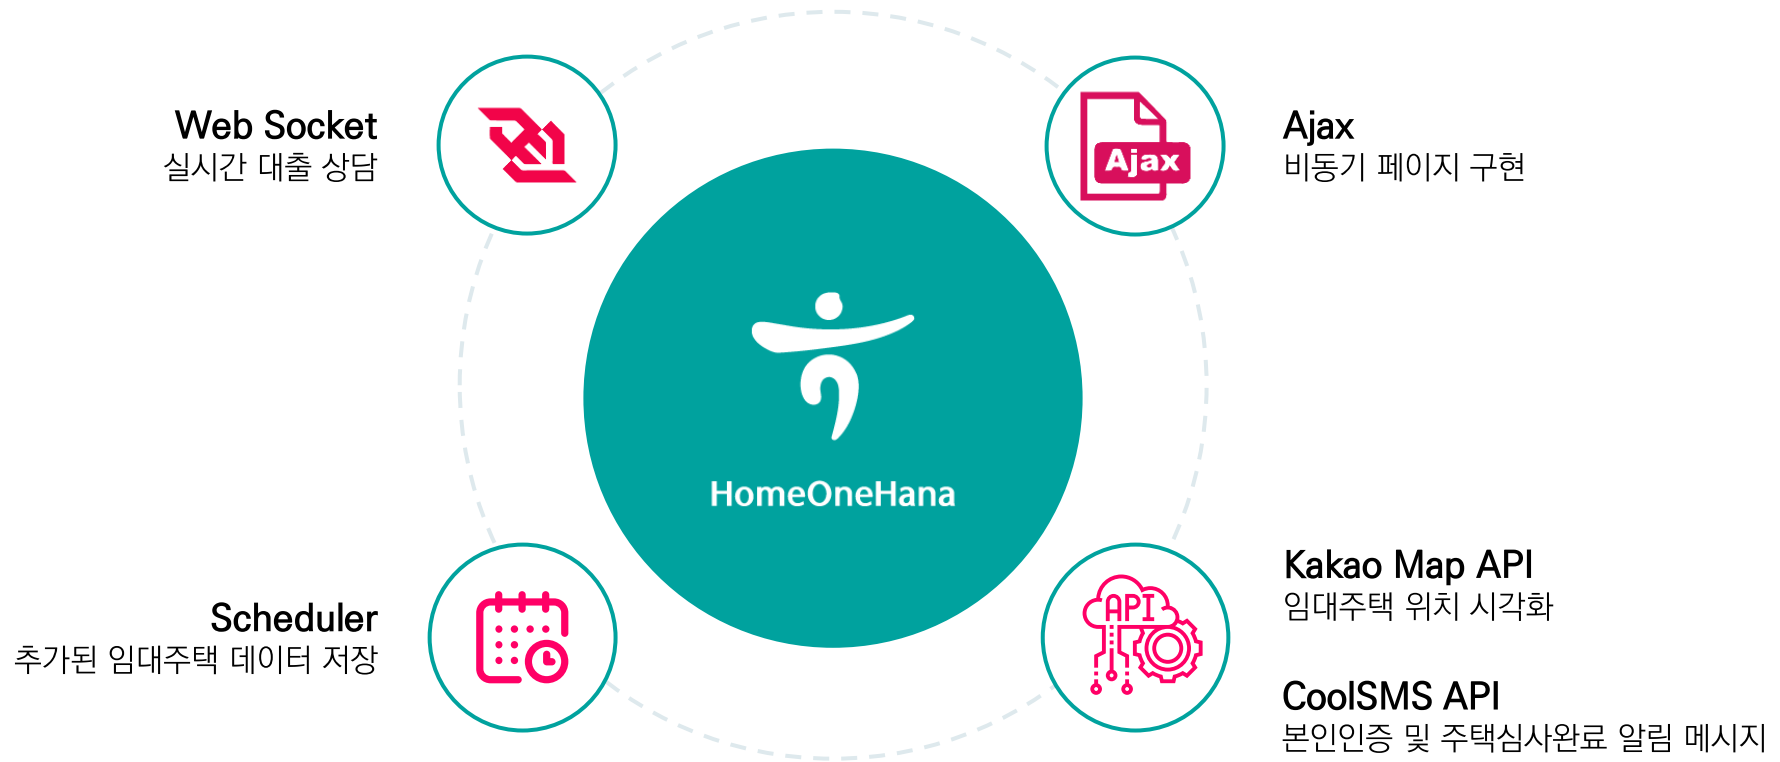 Web Socket
실시간 대출 상담
Ajax
Ajax
비동기 페이지 구현
HomeOneHana
Scheduler
추가된 임대주택 데이터 저장
API
Kakao Map API
임대주택 위치 시각화
CoolSMS API
본인인증 및 주택심사완료 알림 메시지